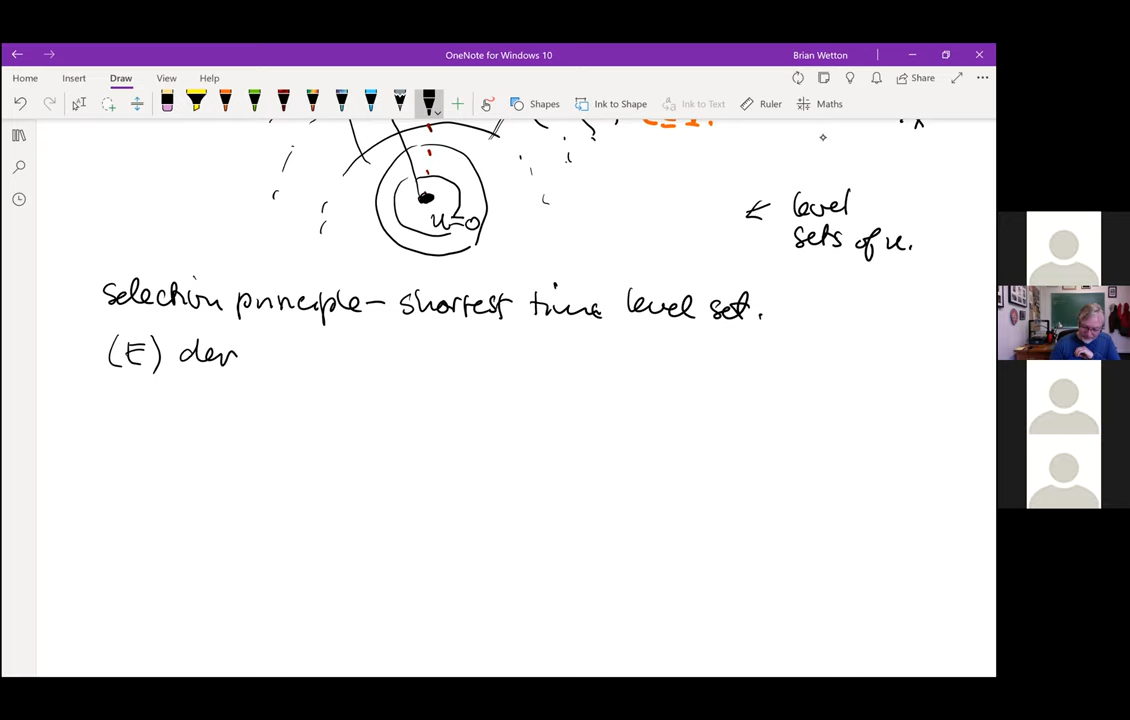 OneNote for Windows 10
Brian Wetton
Home Insert Draw View Help
Share
Shapes Ink to Shape Ink to Text Ruler Maths
u=0
level
sets of u.
selection principle – shortest time level set.
(E) der